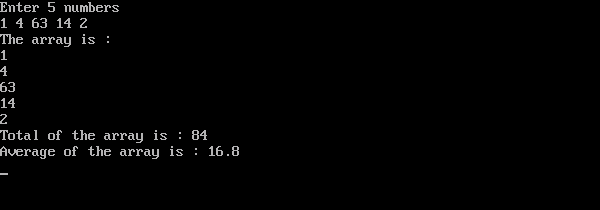 Enter 5 numbers
1 4 63 14 2
The array is :
1
4
63
14
2
Total of the array is : 84
Average of the array is : 16.8
_